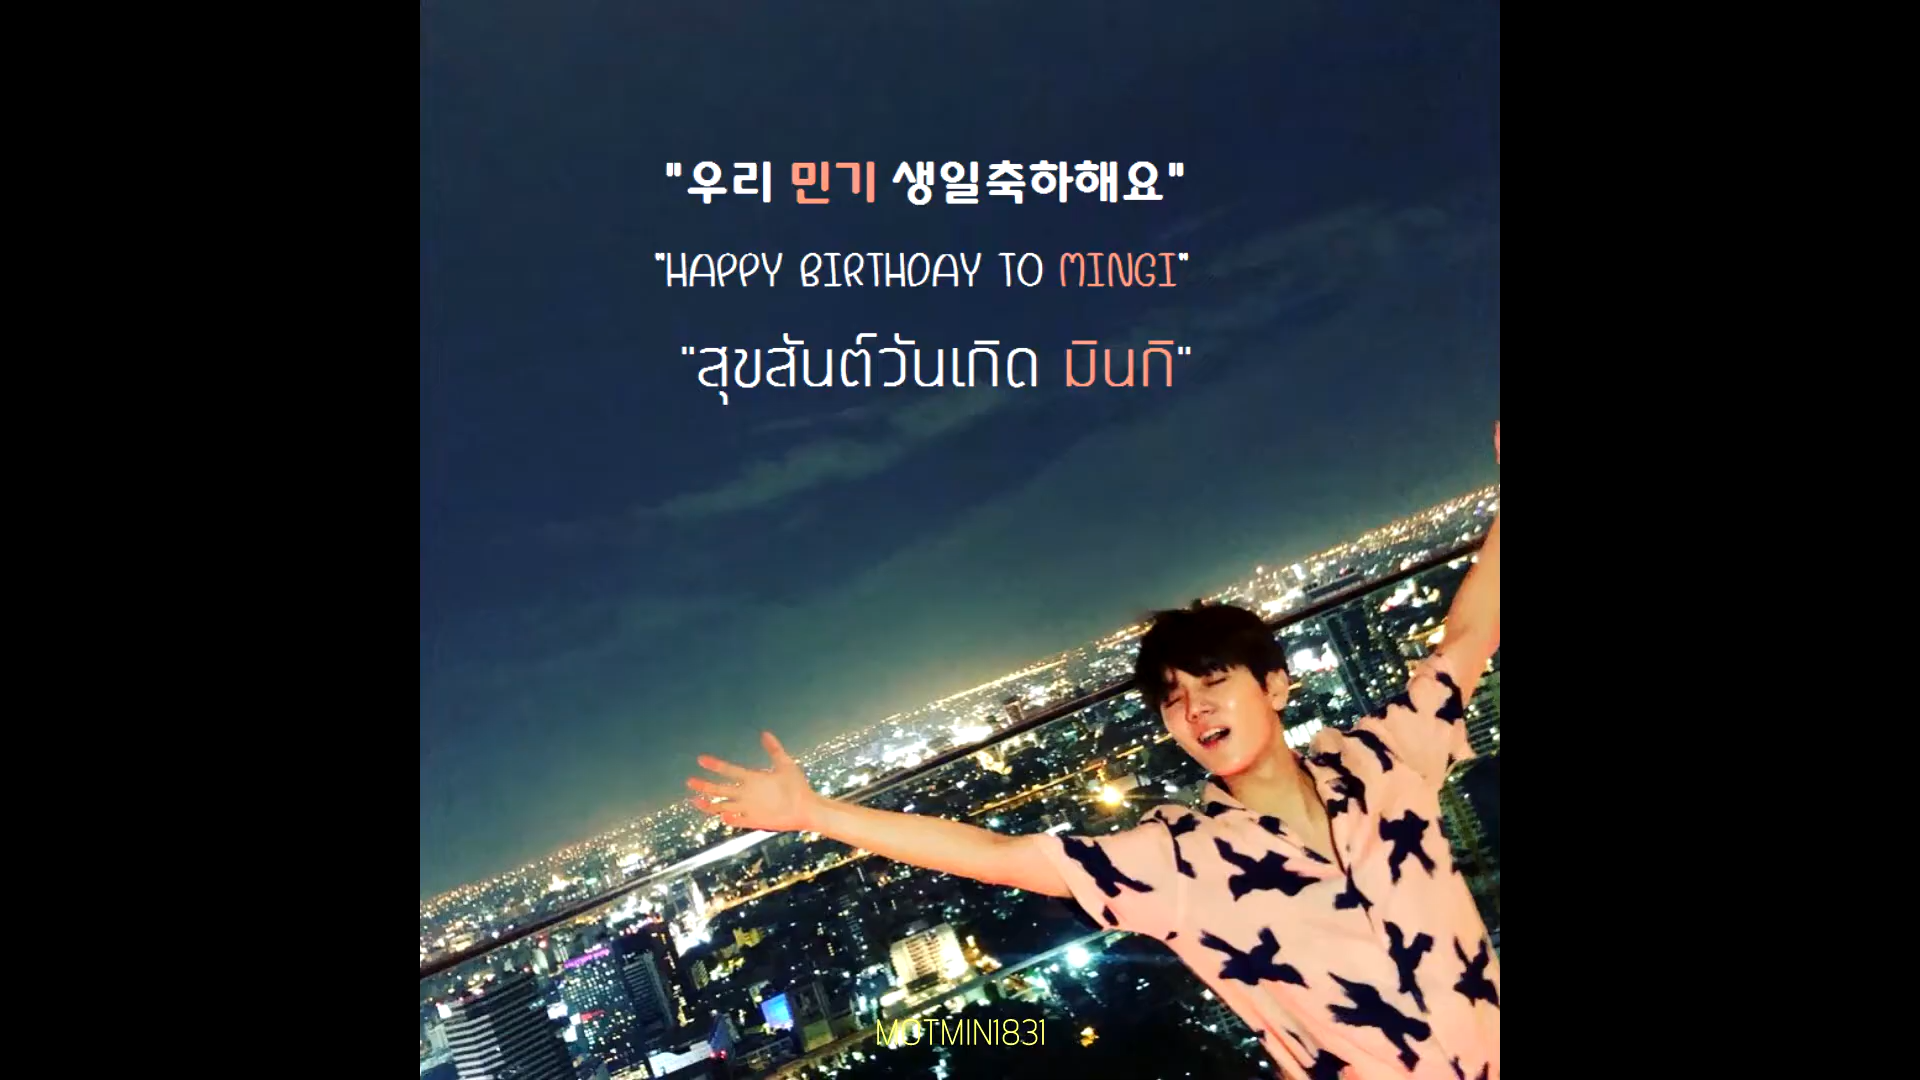 "우리 민기 생일축하해요"
"HAPPY BIRTHDAY TO MINGI"
"สุขสันต์วันเกิด มินกิ"
MOTMIN1831